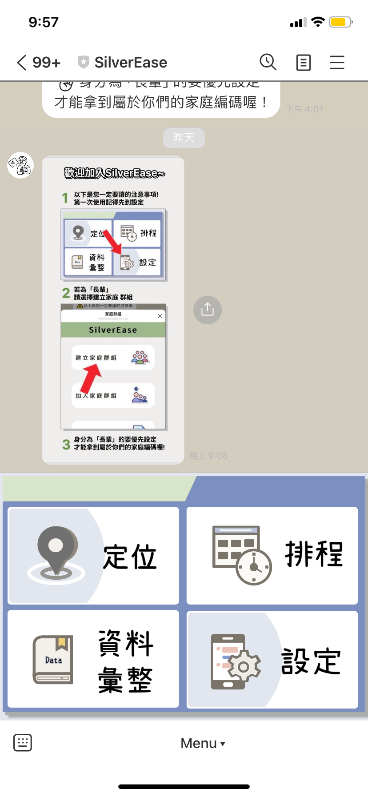 9:57
99+
SilverEase
身分為「長輩」的要優先設定
才能拿到屬於你們的家庭編碼喔！
下午 4:01
昨天
歡迎加入SilverEase~
1 以下是您一定要讀的注意事項!
第一次使用記得先到設定
定位
排程
資料
彙整
設定
2 若為「長輩」
請選擇建立家庭 群組
家庭群組
SilverEase
建立家庭群組
加入家庭群組
3 身分為「長輩」的要優先設定
才能拿到屬於你們的家庭編碼喔!
晚上 9:08
定位
排程
Data
資料
彙整
設定
Menu